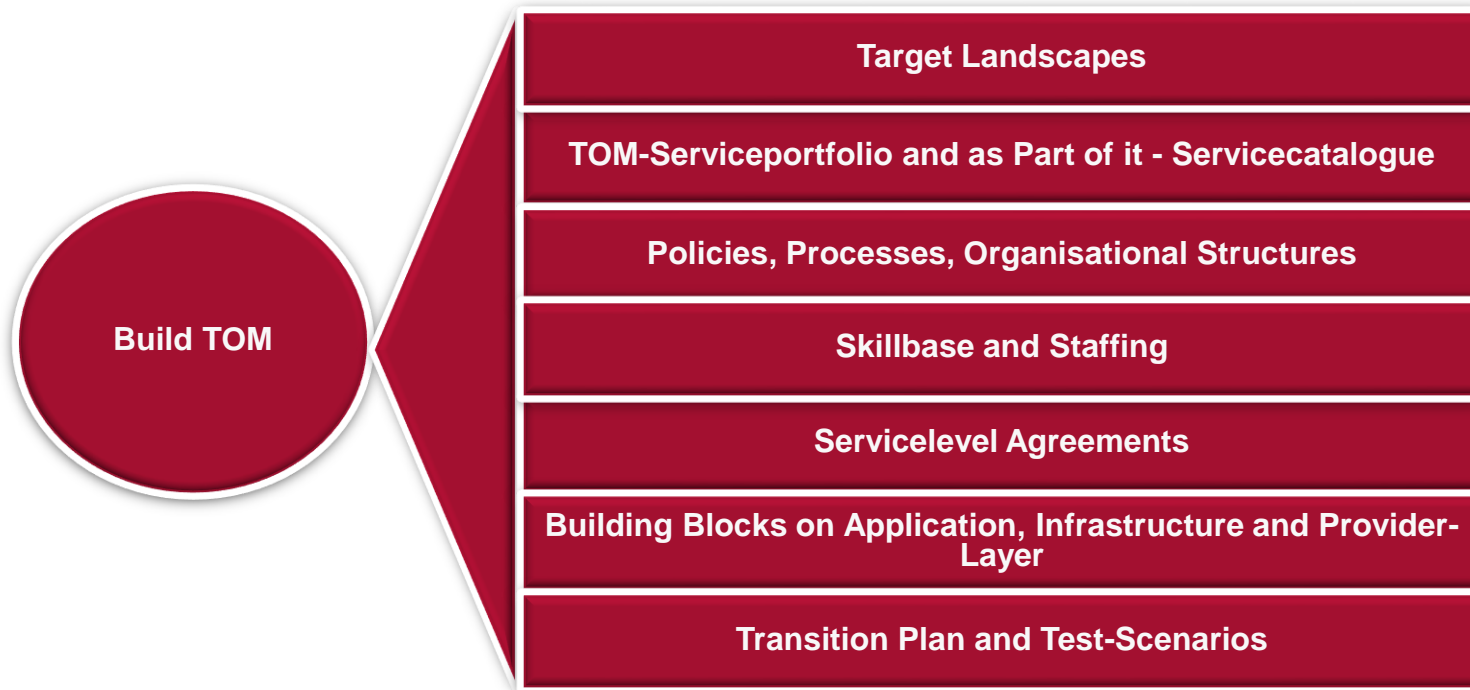 Target Landscapes
TOM-Serviceportfolio and as Part of it - Servicecatalogue
Policies, Processes, Organisational Structures
Build TOM
Skillbase and Staffing
Servicelevel Agreements
Building Blocks on Application, Infrastructure and Provider-
Layer
Transition Plan and Test-Scenarios